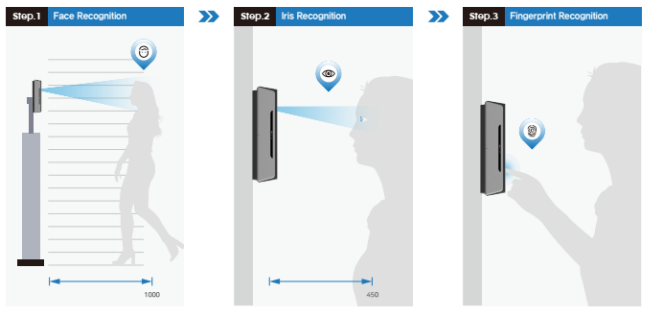 Step.1 Face Recognition
Step.2 Iris Recognition
Step.3 Fingerprint Recognition
1000
450